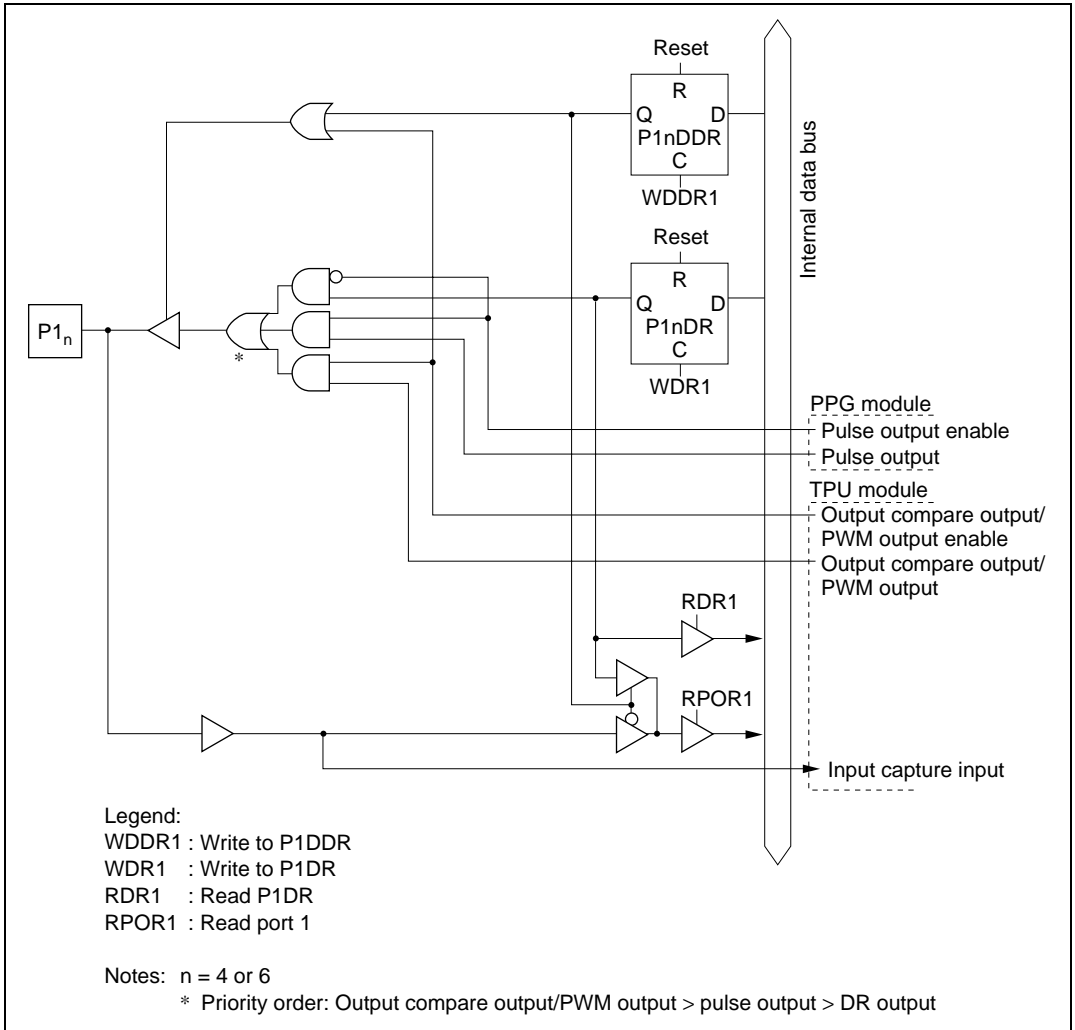 Reset
R
Q D
P1nDDR
C
WDDR1
Internal data bus
Reset
R
Q D
P1nDR
C
WDR1
P1n
*
PPG module
Pulse output enable
Pulse output
TPU module
Output compare output/
PWM output enable
Output compare output/
PWM output
RDR1
RPOR1
Input capture input
Legend:
WDDR1 : Write to P1DDR
WDR1 : Write to P1DR
RDR1 : Read P1DR
RPOR1 : Read port 1
Notes: n = 4 or 6
* Priority order: Output compare output/PWM output > pulse output > DR output